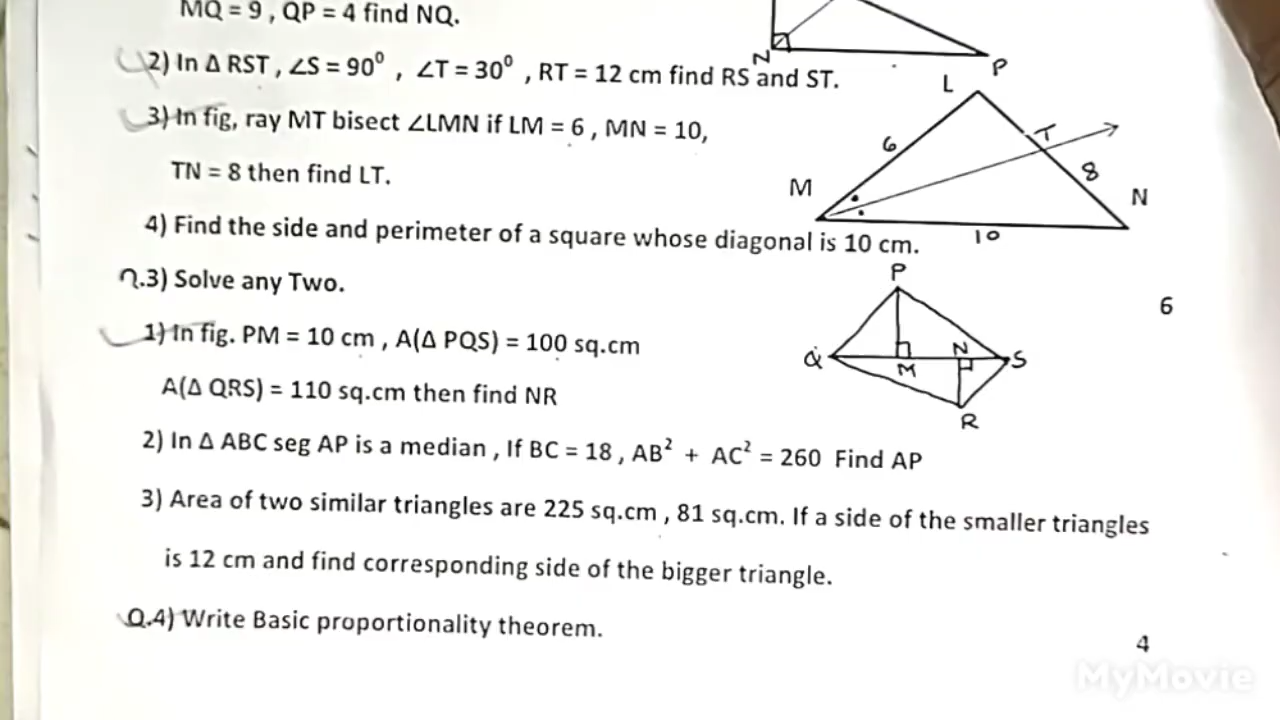 MQ = 9 , QP = 4 find NQ.
N
P
2) In Δ RST , ∠S = 90⁰ , ∠T = 30⁰ , RT = 12 cm find RS and ST.
L
3) In fig, ray MT bisect ∠LMN if LM = 6 , MN = 10,
T
6
8
TN = 8 then find LT.
M
N
10
4) Find the side and perimeter of a square whose diagonal is 10 cm.
P
Q.3) Solve any Two.
6
1) In fig. PM = 10 cm , A(Δ PQS) = 100 sq.cm
Q
M
N
S
A(Δ QRS) = 110 sq.cm then find NR
R
2) In Δ ABC seg AP is a median , If BC = 18 , AB² + AC² = 260 Find AP
3) Area of two similar triangles are 225 sq.cm , 81 sq.cm. If a side of the smaller triangles
is 12 cm and find corresponding side of the bigger triangle.
Q.4) Write Basic proportionality theorem.
4
MyMovie